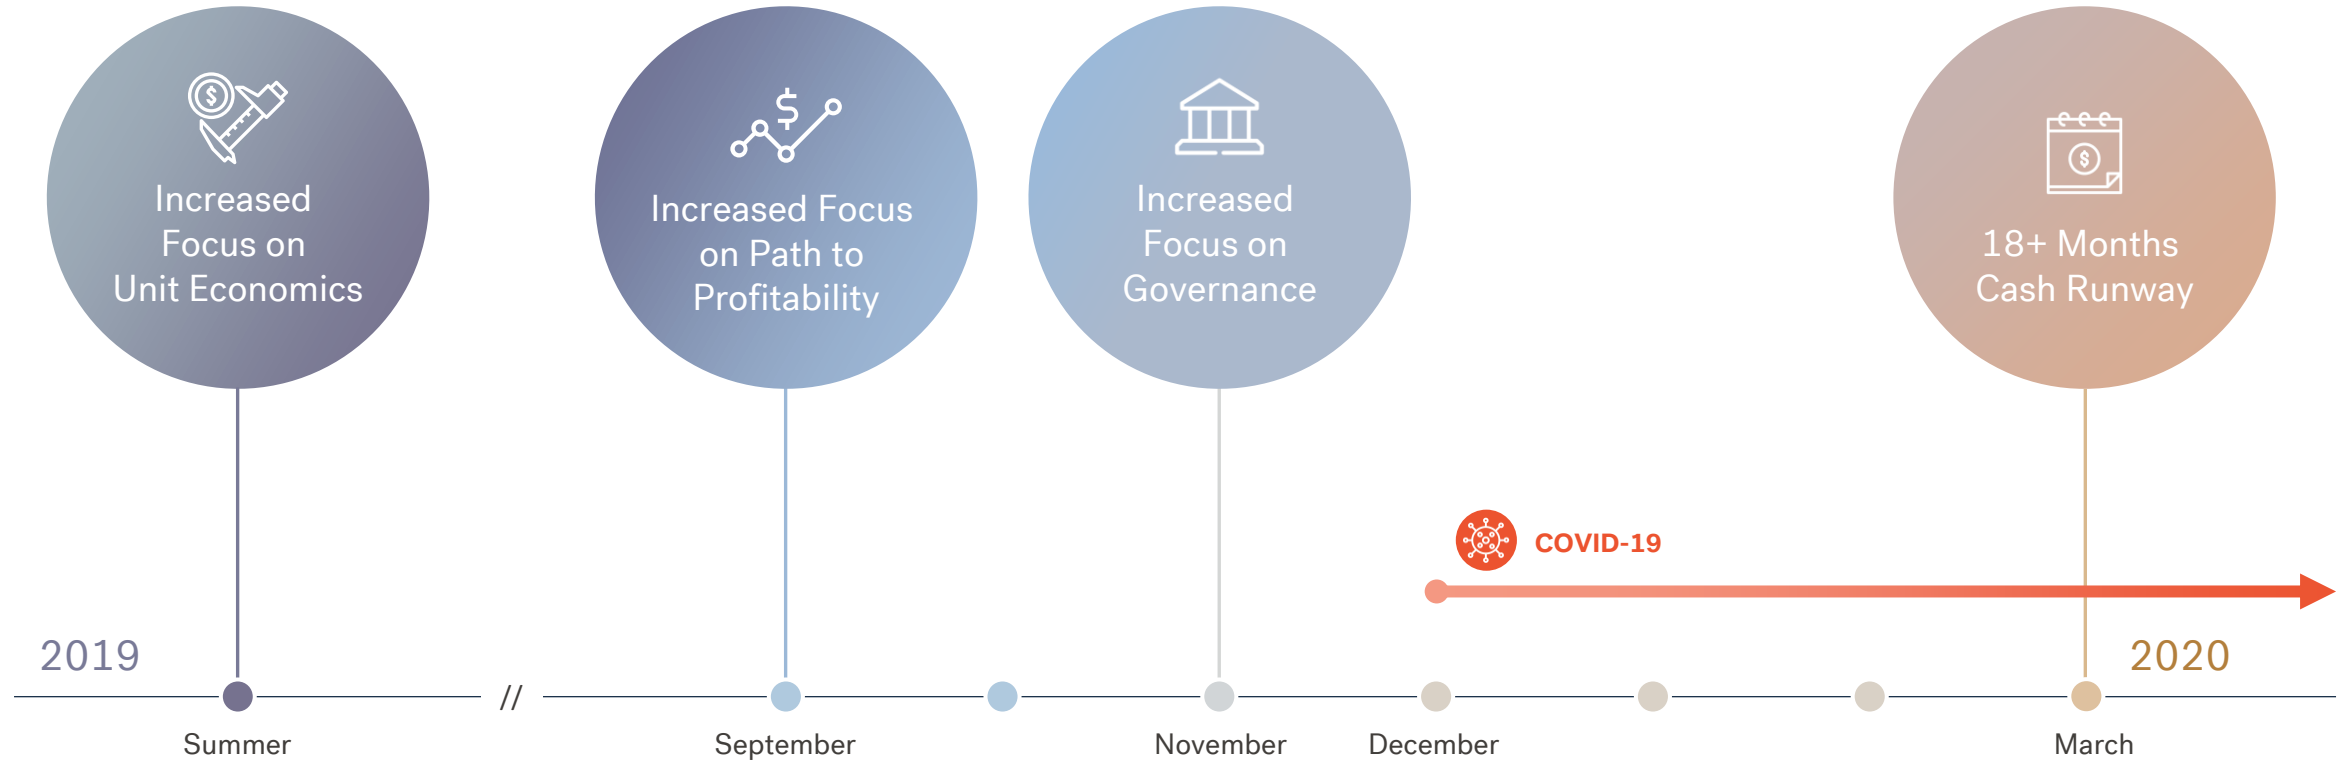 Increased
Focus on
Unit Economics
Increased Focus
on Path to
Profitability
Increased
Focus on
Governance
18+ Months
Cash Runway
COVID-19
2019
2020
//
Summer
September
November
December
March